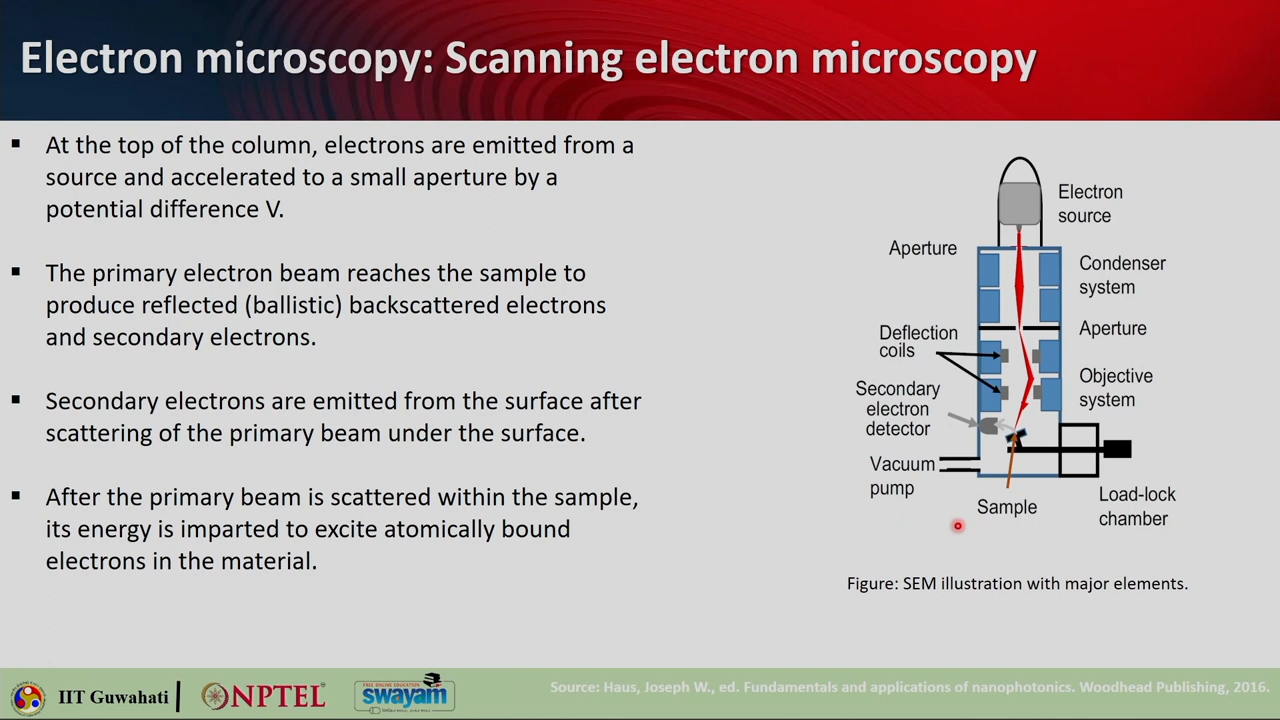 Electron microscopy: Scanning electron microscopy
▪ At the top of the column, electrons are emitted from a
source and accelerated to a small aperture by a
potential difference V.
▪ The primary electron beam reaches the sample to
produce reflected (ballistic) backscattered electrons
and secondary electrons.
▪ Secondary electrons are emitted from the surface after
scattering of the primary beam under the surface.
▪ After the primary beam is scattered within the sample,
its energy is imparted to excite atomically bound
electrons in the material.
Electron
source
Aperture
Condenser
system
Aperture
Deflection
coils
Objective
system
Secondary
electron
detector
Vacuum
pump
Sample
Load-lock
chamber
Figure: SEM illustration with major elements.
IIT Guwahati
NPTEL
FREE ONLINE EDUCATION
swayam
Source: Haus, Joseph W., ed. Fundamentals and applications of nanophotonics. Woodhead Publishing, 2016.